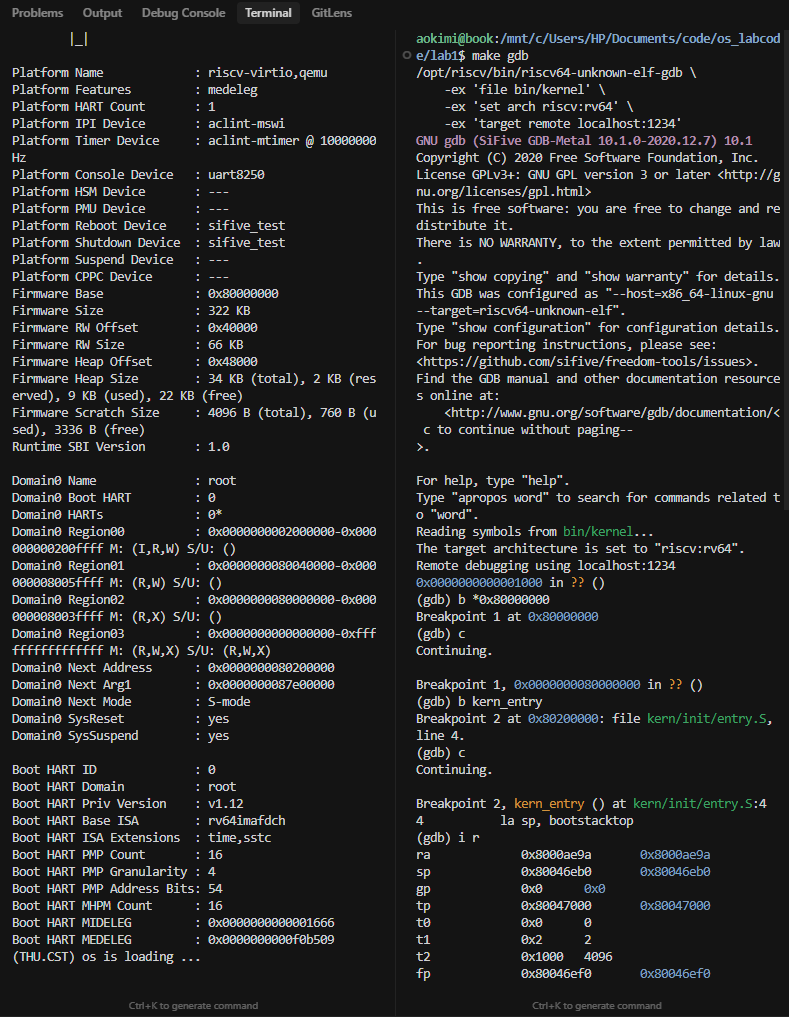 Problems Output Debug Console Terminal GitLens
|_|
Platform Name : riscv-virtio,qemu
Platform Features : medeleg
Platform HART Count : 1
Platform IPI Device : aclint-mswi
Platform Timer Device : aclint-mtimer @ 10000000
Hz
Platform Console Device : uart8250
Platform HSM Device : ---
Platform PMU Device : ---
Platform Reboot Device : sifive_test
Platform Shutdown Device : sifive_test
Platform Suspend Device : ---
Platform CPPC Device : ---
Firmware Base : 0x80000000
Firmware Size : 322 KB
Firmware RW Offset : 0x40000
Firmware RW Size : 66 KB
Firmware Heap Offset : 0x48000
Firmware Heap Size : 34 KB (total), 2 KB (res
erved), 9 KB (used), 22 KB (free)
Firmware Scratch Size : 4096 B (total), 760 B (u
sed), 3336 B (free)
Runtime SBI Version : 1.0

Domain0 Name : root
Domain0 Boot HART : 0
Domain0 HARTs : 0*
Domain0 Region00 : 0x0000000002000000-0x000
000000200ffff M: (I,R,W) S/U: ()
Domain0 Region01 : 0x0000000080040000-0x000
000008005ffff M: (R,W) S/U: ()
Domain0 Region02 : 0x0000000080000000-0x000
000008003ffff M: (R,X) S/U: ()
Domain0 Region03 : 0x0000000000000000-0xfff
fffffffffffff M: (R,W,X) S/U: (R,W,X)
Domain0 Next Address : 0x0000000080200000
Domain0 Next Arg1 : 0x0000000087e00000
Domain0 Next Mode : S-mode
Domain0 SysReset : yes
Domain0 SysSuspend : yes

Boot HART ID : 0
Boot HART Domain : root
Boot HART Priv Version : v1.12
Boot HART Base ISA : rv64imafdch
Boot HART ISA Extensions : time,sstc
Boot HART PMP Count : 16
Boot HART PMP Granularity : 4
Boot HART PMP Address Bits: 54
Boot HART MHPM Count : 16
Boot HART MIDELEG : 0x0000000000001666
Boot HART MEDELEG : 0x0000000000f0b509
(THU.CST) os is loading ...
Ctrl+K to generate command
aokimi@book:/mnt/c/Users/HP/Documents/code/os_labcod
e/lab1$ make gdb
/opt/riscv/bin/riscv64-unknown-elf-gdb \
-ex 'file bin/kernel' \
-ex 'set arch riscv:rv64' \
-ex 'target remote localhost:1234'
GNU gdb (SiFive GDB-Metal 10.1.0-2020.12.7) 10.1
Copyright (C) 2020 Free Software Foundation, Inc.
License GPLv3+: GNU GPL version 3 or later <http://g
nu.org/licenses/gpl.html>
This is free software: you are free to change and re
distribute it.
There is NO WARRANTY, to the extent permitted by law
.
Type "show copying" and "show warranty" for details.
This GDB was configured as "--host=x86_64-linux-gnu
--target=riscv64-unknown-elf".
Type "show configuration" for configuration details.
For bug reporting instructions, please see:
<https://github.com/sifive/freedom-tools/issues>.
Find the GDB manual and other documentation resource
s online at:
<http://www.gnu.org/software/gdb/documentation/<
c to continue without paging--
>.

For help, type "help".
Type "apropos word" to search for commands related t
o "word".
Reading symbols from bin/kernel...
The target architecture is set to "riscv:rv64".
Remote debugging using localhost:1234
0x0000000000001000 in ?? ()
(gdb) b *0x80000000
Breakpoint 1 at 0x80000000
(gdb) c
Continuing.

Breakpoint 1, 0x0000000080000000 in ?? ()
(gdb) b kern_entry
Breakpoint 2 at 0x80200000: file kern/init/entry.S,
line 4.
(gdb) c
Continuing.

Breakpoint 2, kern_entry () at kern/init/entry.S:4
4 la sp, bootstacktop
(gdb) i r
ra 0x8000ae9a 0x8000ae9a
sp 0x80046eb0 0x80046eb0
gp 0x0 0x0
tp 0x80047000 0x80047000
t0 0x0 0
t1 0x2 2
t2 0x1000 4096
fp 0x80046ef0 0x80046ef0
Ctrl+K to generate command